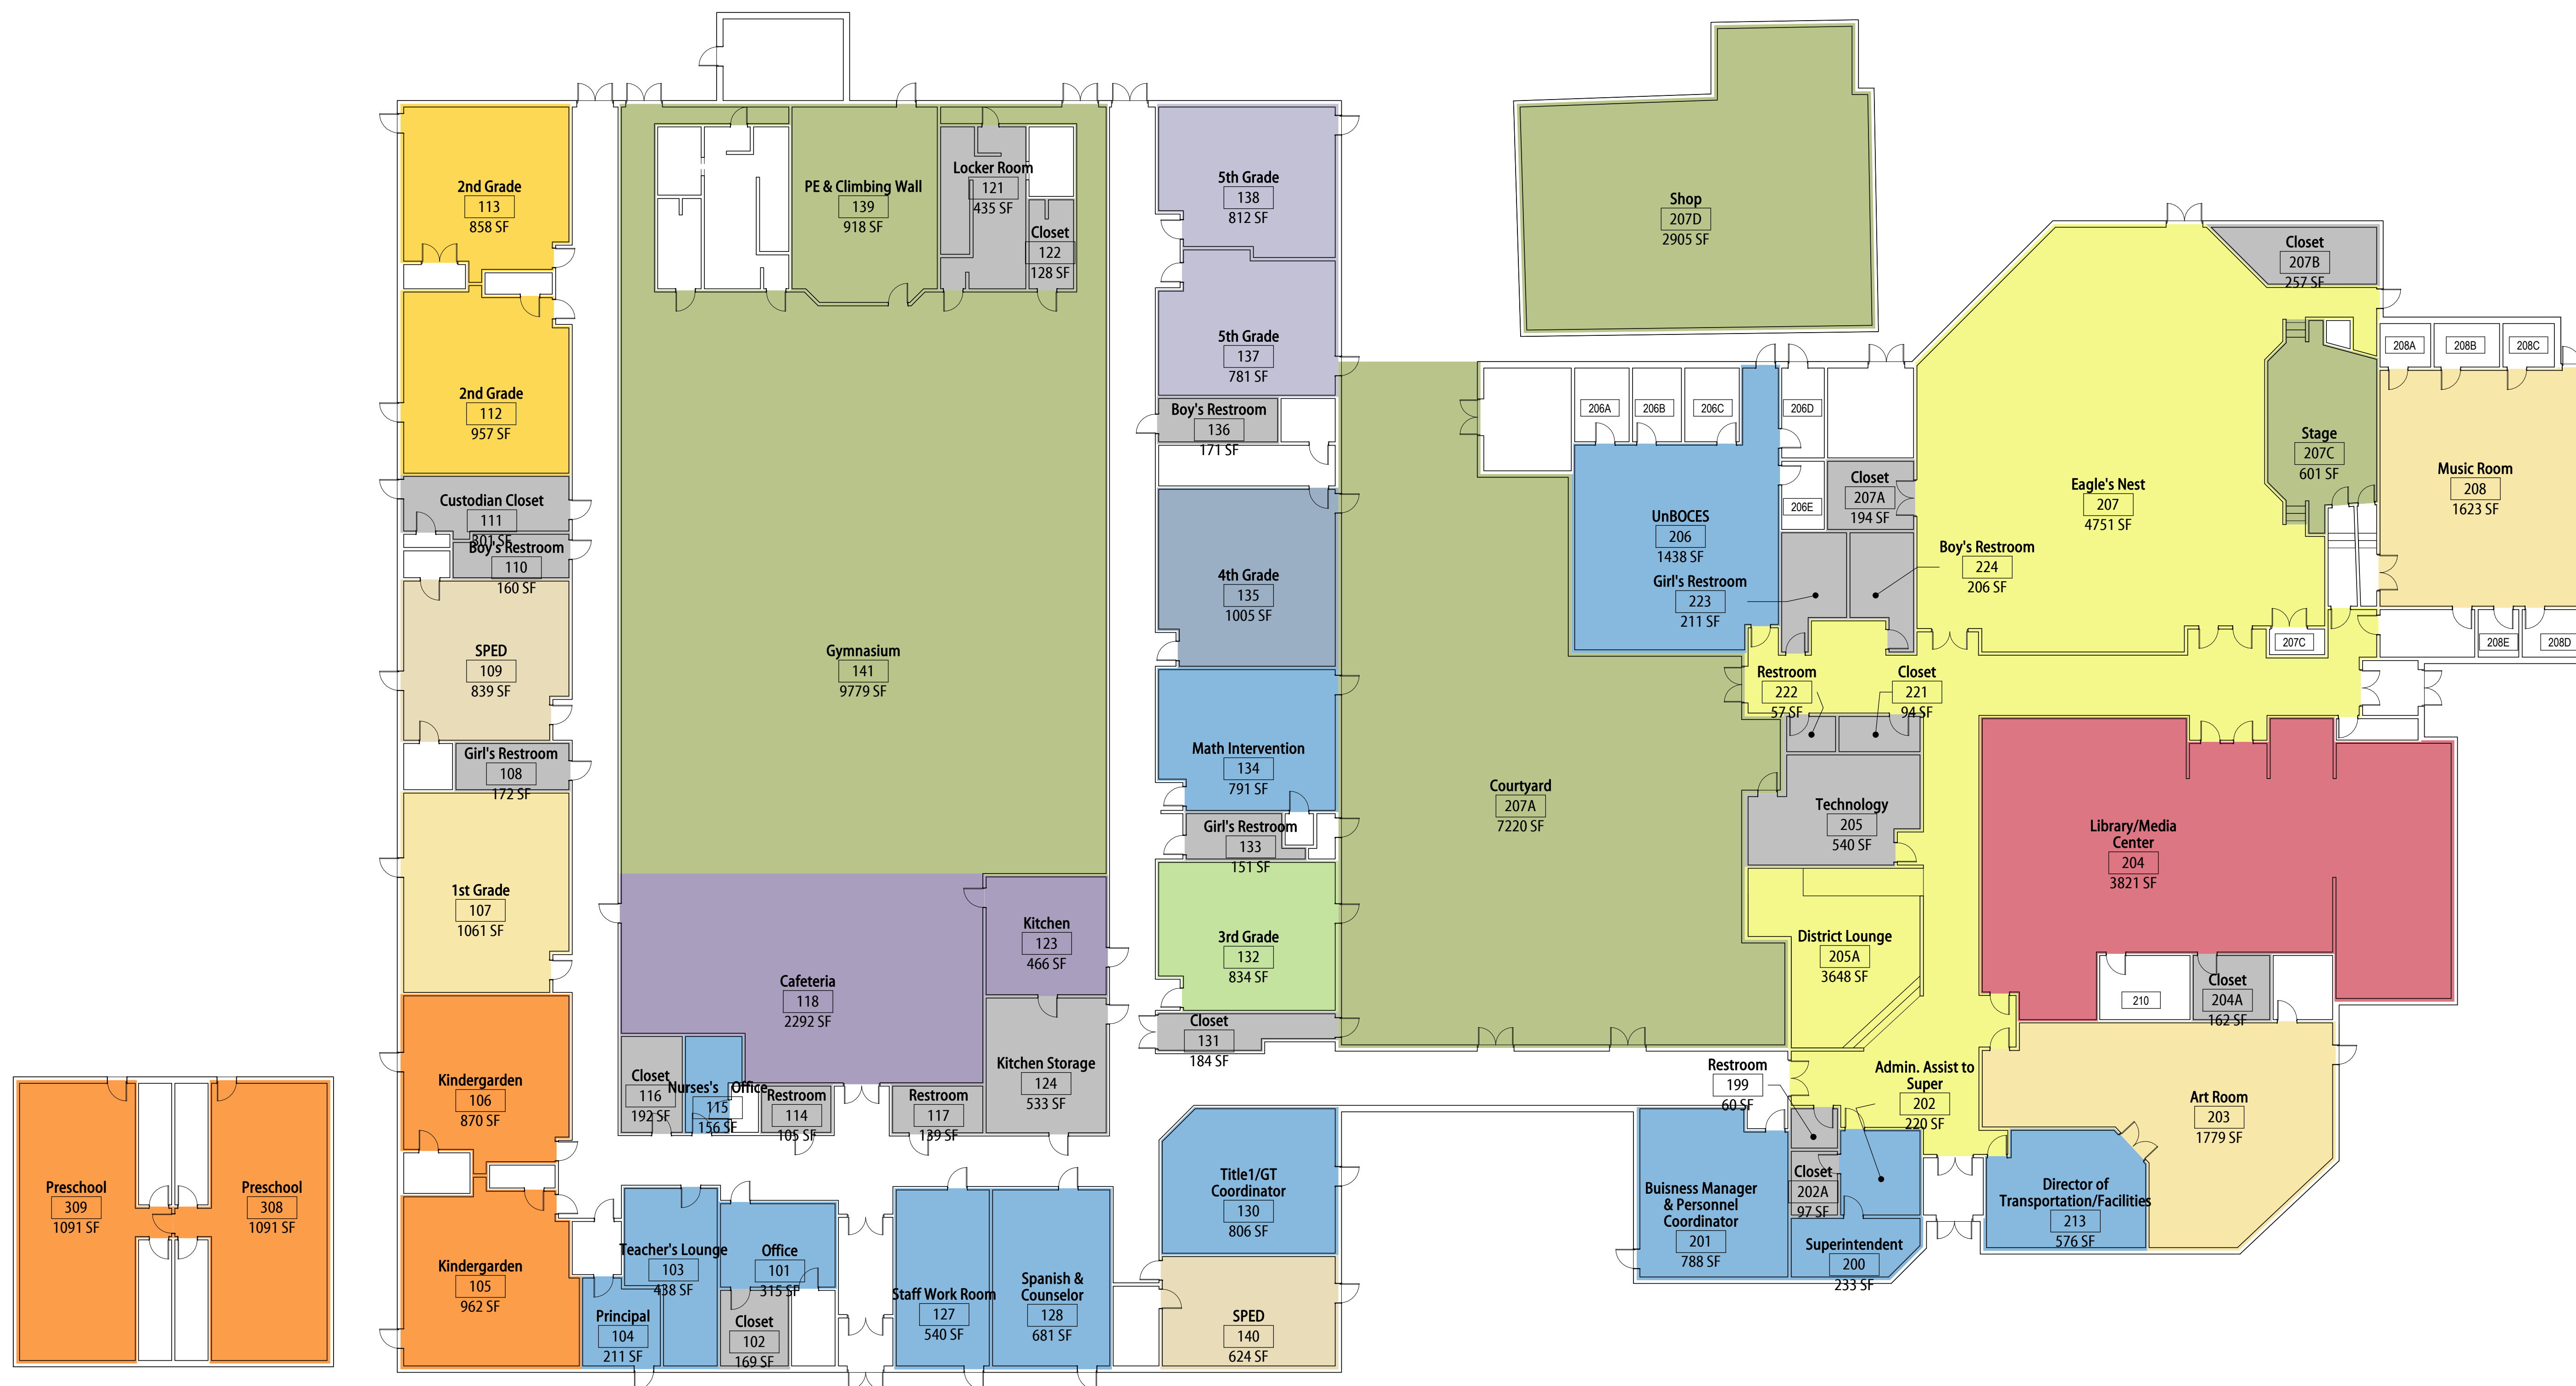 2nd Grade
113
858 SF
2nd Grade
112
957 SF
Custodian Closet
111
301 SF
Boy's Restroom
110
160 SF
SPED
109
839 SF
Girl's Restroom
108
172 SF
1st Grade
107
1061 SF
Kindergarden
106
870 SF
Kindergarden
105
962 SF
Preschool
309
1091 SF
Preschool
308
1091 SF
PE & Climbing Wall
139
918 SF
Locker Room
121
435 SF
Closet
122
128 SF
Gymnasium
141
9779 SF
Cafeteria
118
2292 SF
Kitchen
123
466 SF
Kitchen Storage
124
533 SF
Closet
116
192 SF
Nurses's Office
115
156 SF
Restroom
114
105 SF
Restroom
117
139 SF
Principal
104
211 SF
Teacher's Lounge
103
438 SF
Office
101
315 SF
Closet
102
169 SF
Staff Work Room
127
540 SF
Spanish &
Counselor
128
681 SF
5th Grade
138
812 SF
5th Grade
137
781 SF
Boy's Restroom
136
171 SF
4th Grade
135
1005 SF
Math Intervention
134
791 SF
Girl's Restroom
133
151 SF
3rd Grade
132
834 SF
Closet
131
184 SF
Title1/GT
Coordinator
130
806 SF
SPED
140
624 SF
Shop
207D
2905 SF
Courtyard
207A
7220 SF
206A
206B
206C
206D
206E
UnBOCES
206
1438 SF
Closet
207A
194 SF
Girl's Restroom
223
211 SF
Boy's Restroom
224
206 SF
Restroom
222
57 SF
Closet
221
94 SF
Technology
205
540 SF
District Lounge
205A
3648 SF
Eagle's Nest
207
4751 SF
Closet
207B
257 SF
Stage
207C
601 SF
207C
208A
208B
208C
Music Room
208
1623 SF
208E
208D
Library/Media
Center
204
3821 SF
210
Closet
204A
162 SF
Art Room
203
1779 SF
Restroom
199
60 SF
Admin. Assist to
Super
202
220 SF
Closet
202A
97 SF
Buisness Manager
& Personnel
Coordinator
201
788 SF
Superintendent
200
233 SF
Director of
Transportation/Facilities
213
576 SF